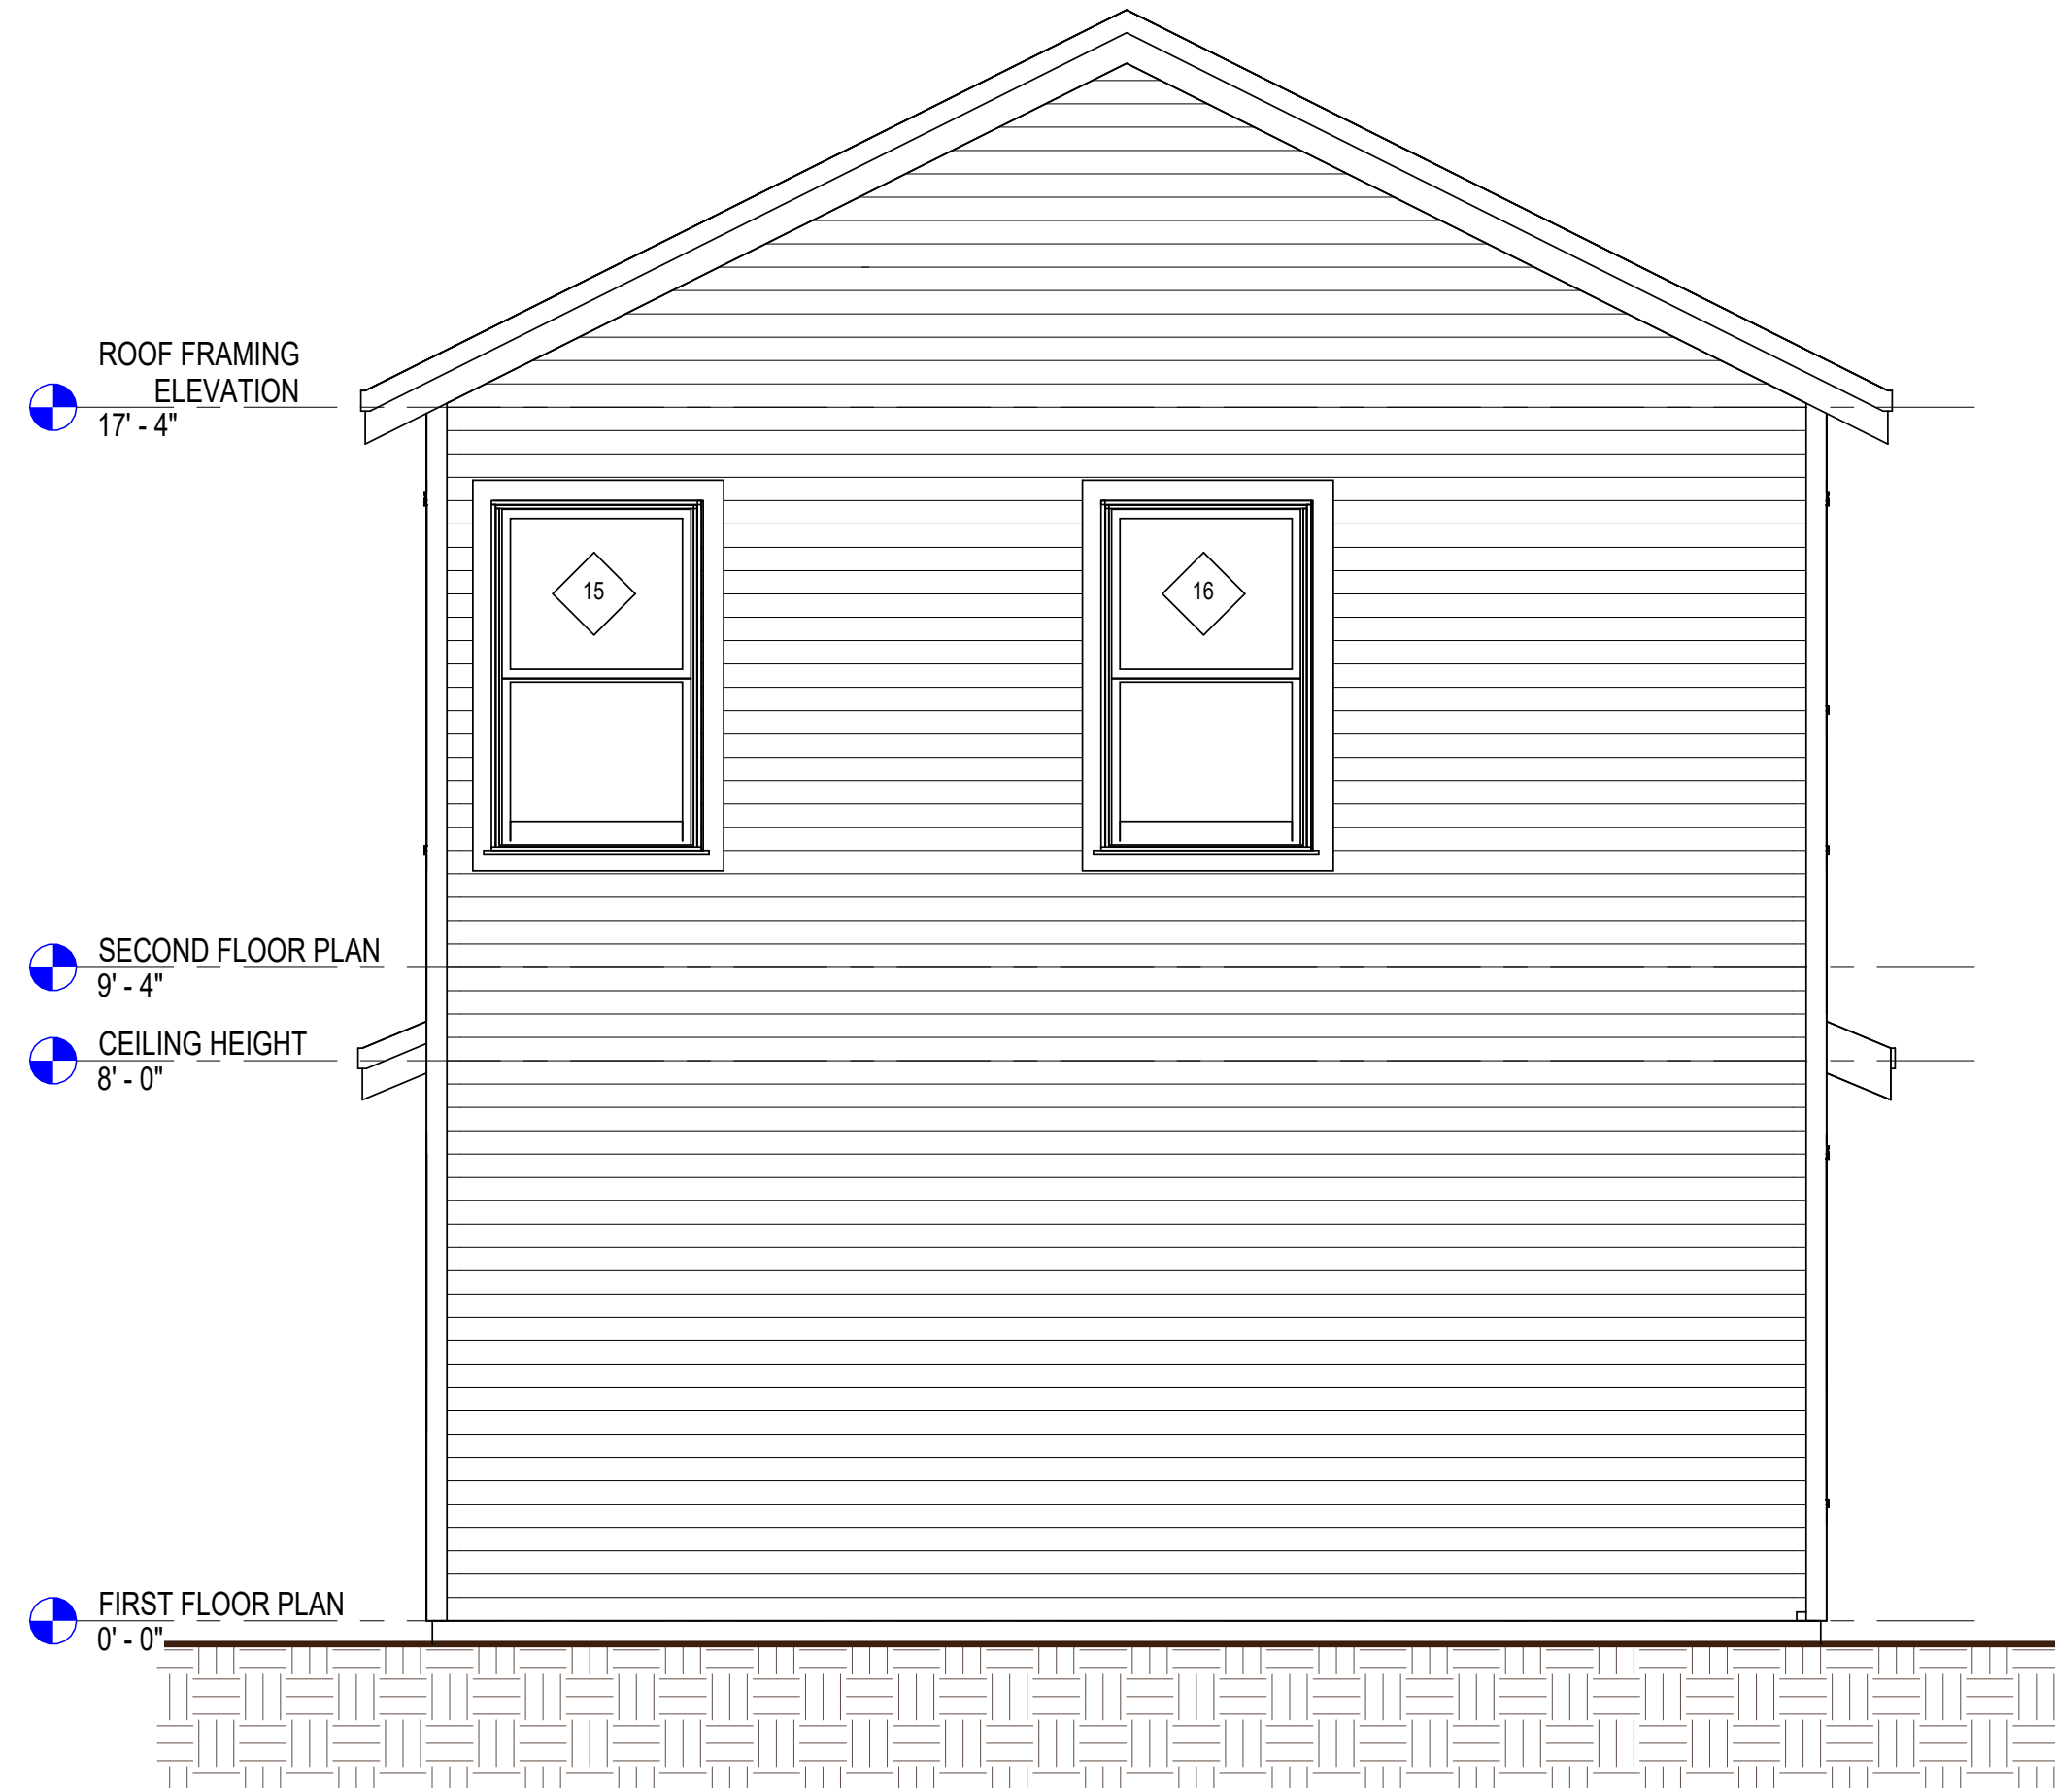 ROOF FRAMING
ELEVATION
17' - 4"
15
16
SECOND FLOOR PLAN
9' - 4"
CEILING HEIGHT
8' - 0"
FIRST FLOOR PLAN
0' - 0"